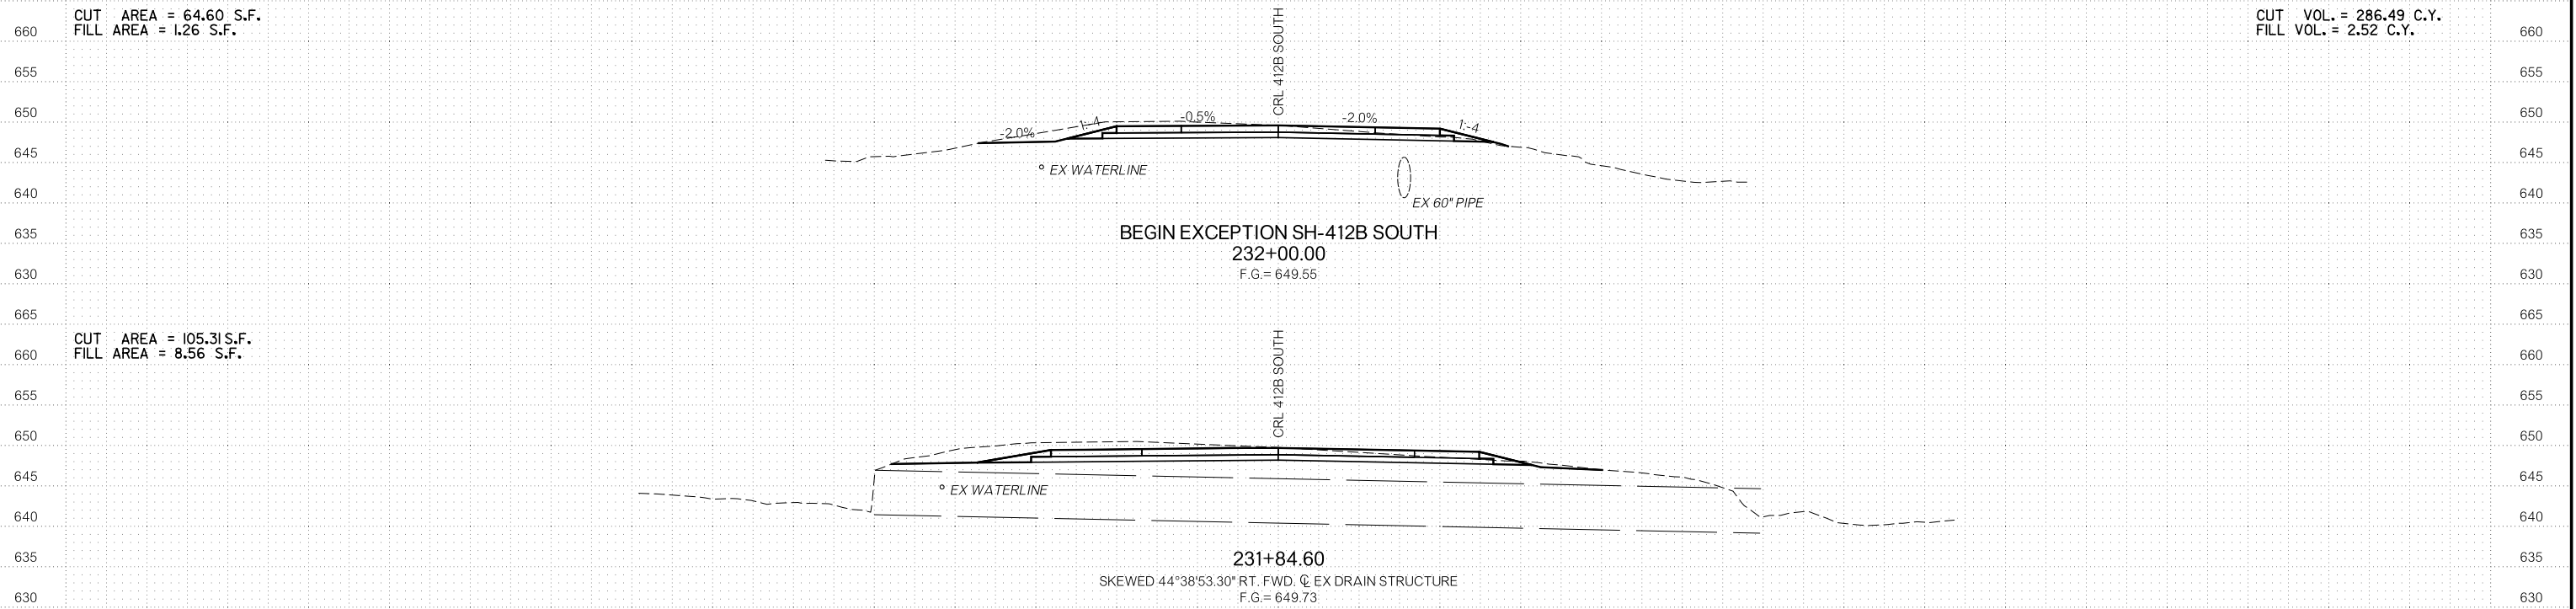 CUT AREA = 64.60 S.F.
FILL AREA = 1.26 S.F.
CUT VOL. = 286.49 C.Y.
FILL VOL. = 2.52 C.Y.
CRL 412B SOUTH
660
660
655
655
650
650
-2.0%
1:-4
-0.5%
-2.0%
1:-4
645
645
EX WATERLINE
640
640
EX 60" PIPE
BEGIN EXCEPTION SH-412B SOUTH
635
635
232+00.00
F.G.= 649.55
630
630
665
665
CUT AREA = 105.31 S.F.
FILL AREA = 8.56 S.F.
CRL 412B SOUTH
660
660
655
655
650
650
645
645
EX WATERLINE
640
640
231+84.60
635
635
SKEWED 44°38'53.30" RT. FWD. ℄ EX DRAIN STRUCTURE
F.G.= 649.73
630
630